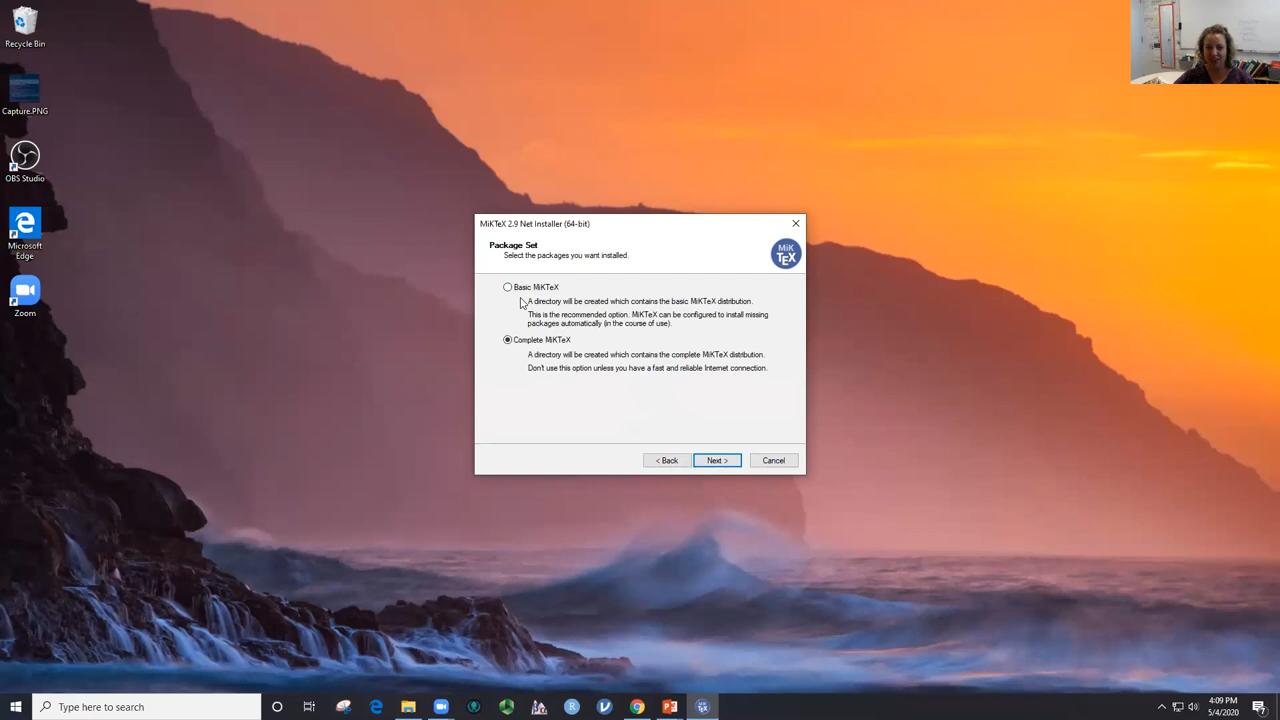 Recycle Bin
Capture.PNG
OBS Studio
Microsoft
Edge
Zoom
MiKTeX 2.9 Net Installer (64-bit)
Package Set
Select the packages you want installed.
MiK
TEX
Basic MiKTeX
A directory will be created which contains the basic MiKTeX distribution.
This is the recommended option. MiKTeX can be configured to install missing
packages automatically (in the course of use).
Complete MiKTeX
A directory will be created which contains the complete MiKTeX distribution.
Don't use this option unless you have a fast and reliable Internet connection.
< Back
Next >
Cancel
Type here to search
4:09 PM
5/4/2020